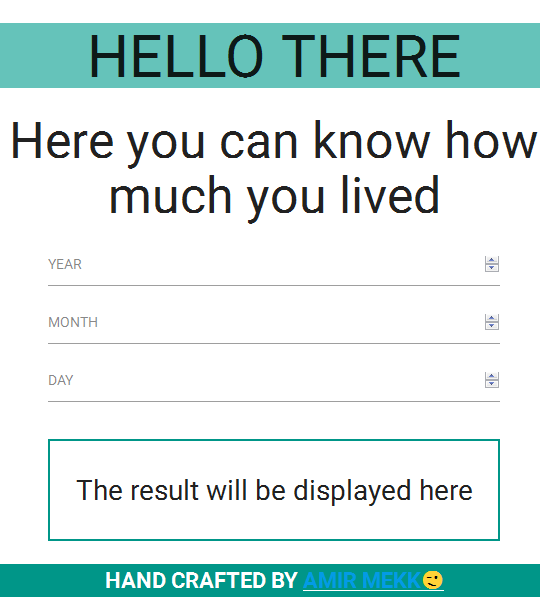 HELLO THERE
Here you can know how
much you lived
YEAR
MONTH
DAY
The result will be displayed here
HAND CRAFTED BY AMIR MEKK😉